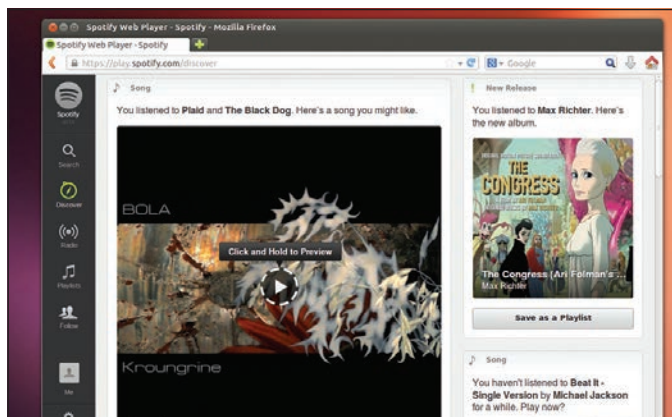 Spotify Web Player - Spotify - Mozilla Firefox
Spotify Web Player - Spotify
https://play.spotify.com/discover
Google
Spotify
Search
Discover
Radio
Playlists
Follow
Me
Song
You listened to Plaid and The Black Dog. Here's a song you might like.
BOLA
Click and Hold to Preview
Kroungrine
New Release
You listened to Max Richter. Here's
the new album.
THE
CONGRESS
The Congress (Ari Folman's ...
Max Richter
Save as a Playlist
Song
You haven't listened to Beat It -
Single Version by Michael Jackson
for a while. Play now?